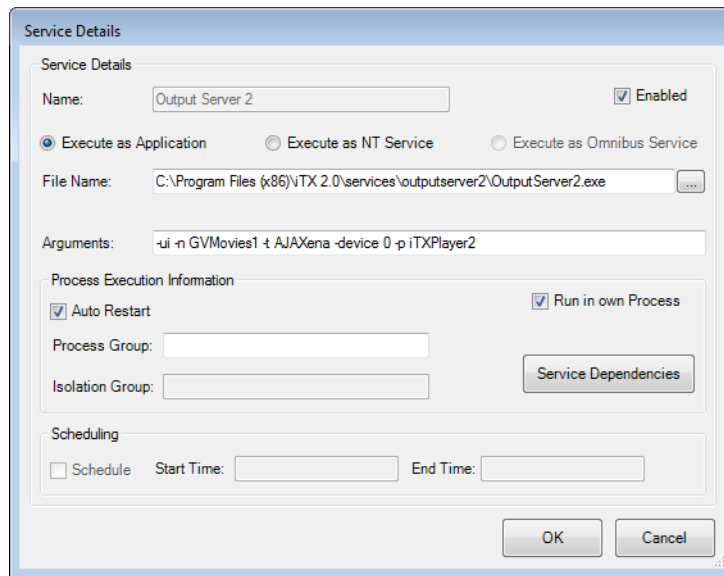 Service Details
Service Details
Name: Output Server 2 Enabled
Execute as Application Execute as NT Service Execute as Omnibus Service
File Name: C:\Program Files (x86)\iTX 2.0\services\outputserver2\OutputServer2.exe ...
Arguments: -ui -n GVMovies1 -t AJAXena -device 0 -p iTXPlayer2
Process Execution Information
Auto Restart Run in own Process
Process Group:
Service Dependencies
Isolation Group:
Scheduling
Schedule Start Time: End Time:
OK Cancel